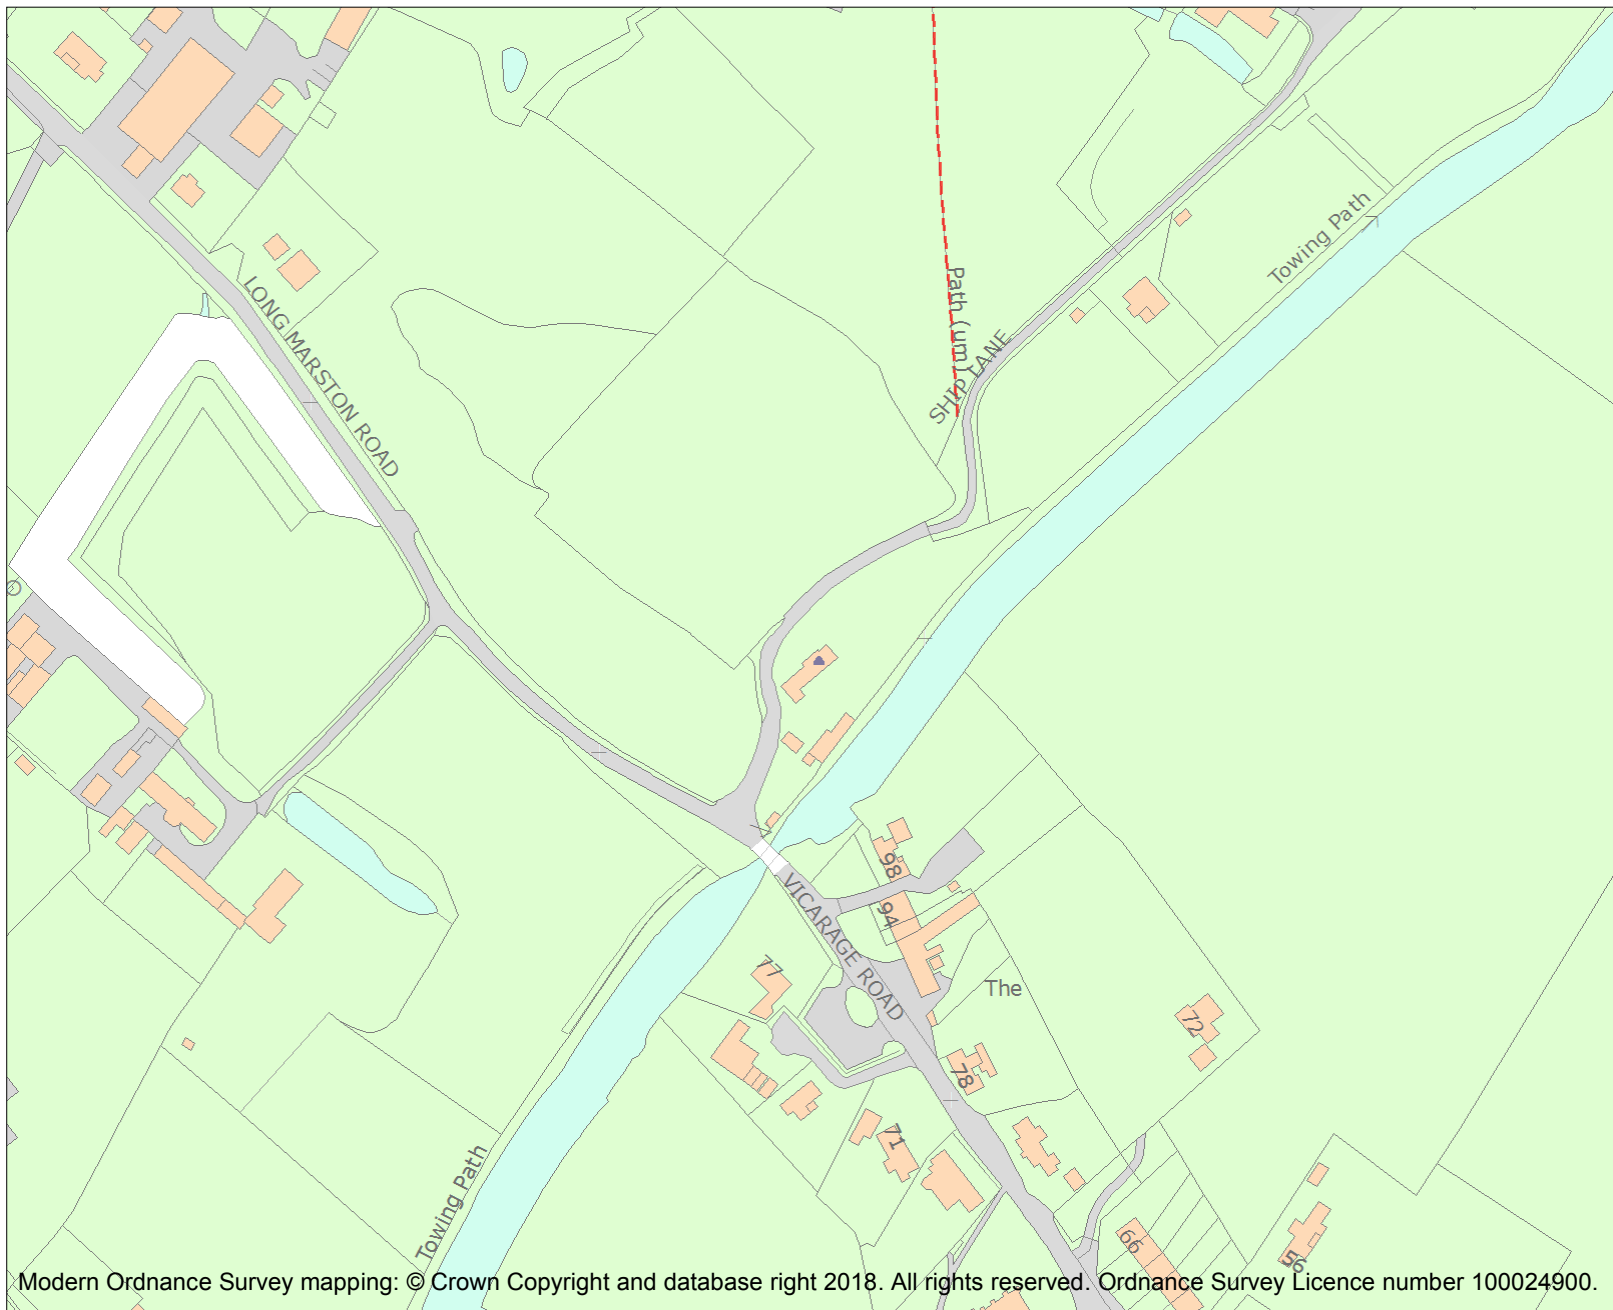 Towing Path
Path (um)
LONG MARSTON ROAD
SHIP LANE
98
VICARAGE ROAD
94
77
The
72
78
71
Towing Path
66
56
Modern Ordnance Survey mapping: © Crown Copyright and database right 2018. All rights reserved. Ordnance Survey Licence number 100024900.